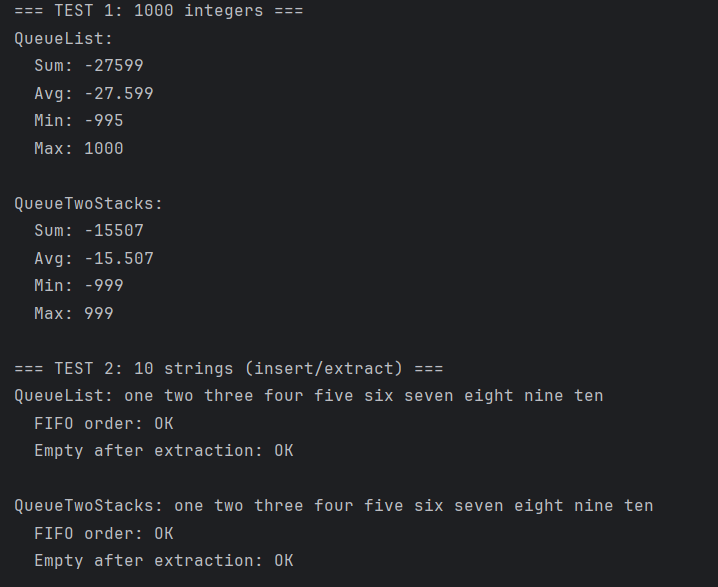 === TEST 1: 1000 integers ===
QueueList:
  Sum: -27599
  Avg: -27.599
  Min: -995
  Max: 1000

QueueTwoStacks:
  Sum: -15507
  Avg: -15.507
  Min: -999
  Max: 999

=== TEST 2: 10 strings (insert/extract) ===
QueueList: one two three four five six seven eight nine ten
  FIFO order: OK
  Empty after extraction: OK

QueueTwoStacks: one two three four five six seven eight nine ten
  FIFO order: OK
  Empty after extraction: OK